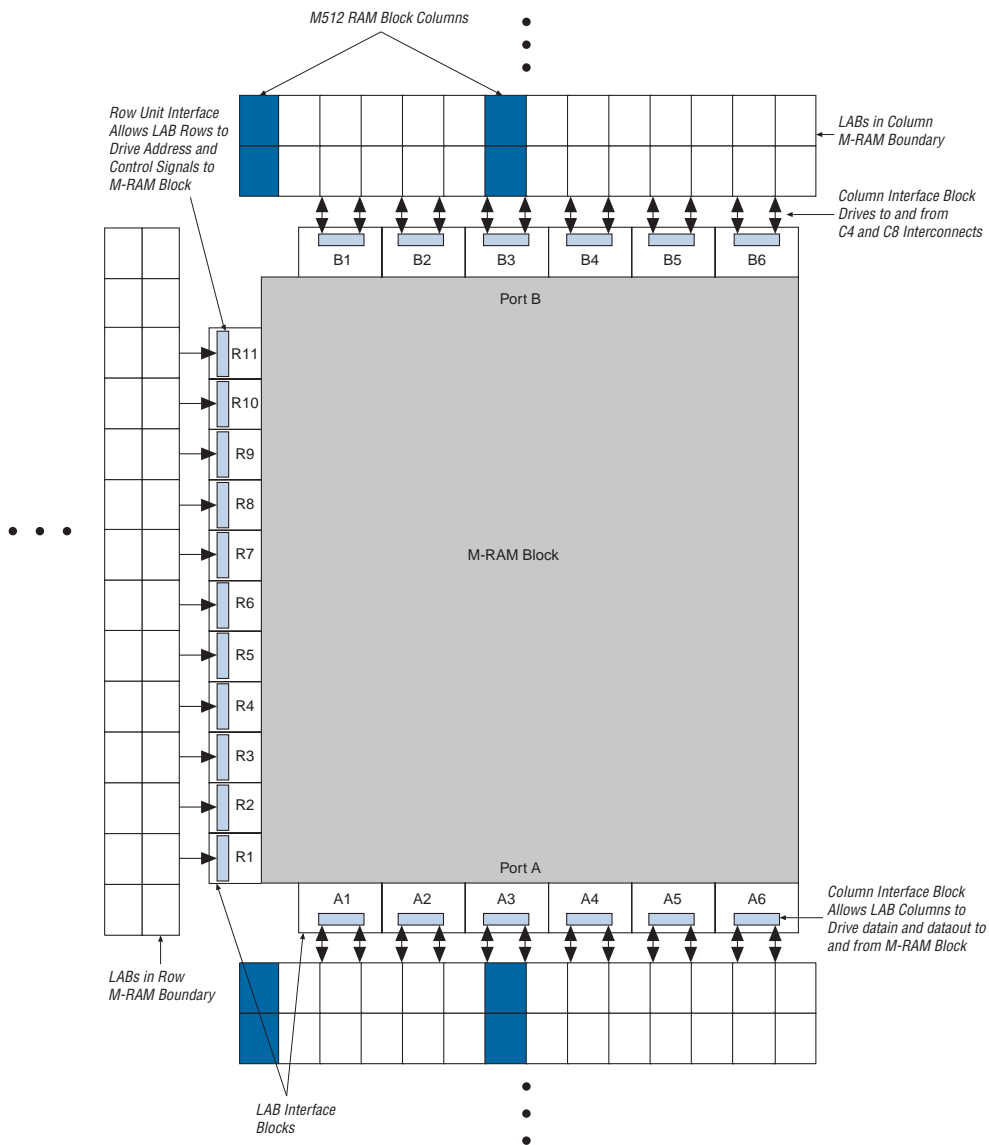 M512 RAM Block Columns
Row Unit Interface
Allows LAB Rows to
Drive Address and
Control Signals to
M-RAM Block
LABs in Column
M-RAM Boundary
Column Interface Block
Drives to and from
C4 and C8 Interconnects
B1 B2 B3 B4 B5 B6
Port B
R11
R10
R9
R8
R7
M-RAM Block
R6
R5
R4
R3
R2
R1
Port A
A1 A2 A3 A4 A5 A6
Column Interface Block
Allows LAB Columns to
Drive datain and dataout to
and from M-RAM Block
LABs in Row
M-RAM Boundary
LAB Interface
Blocks